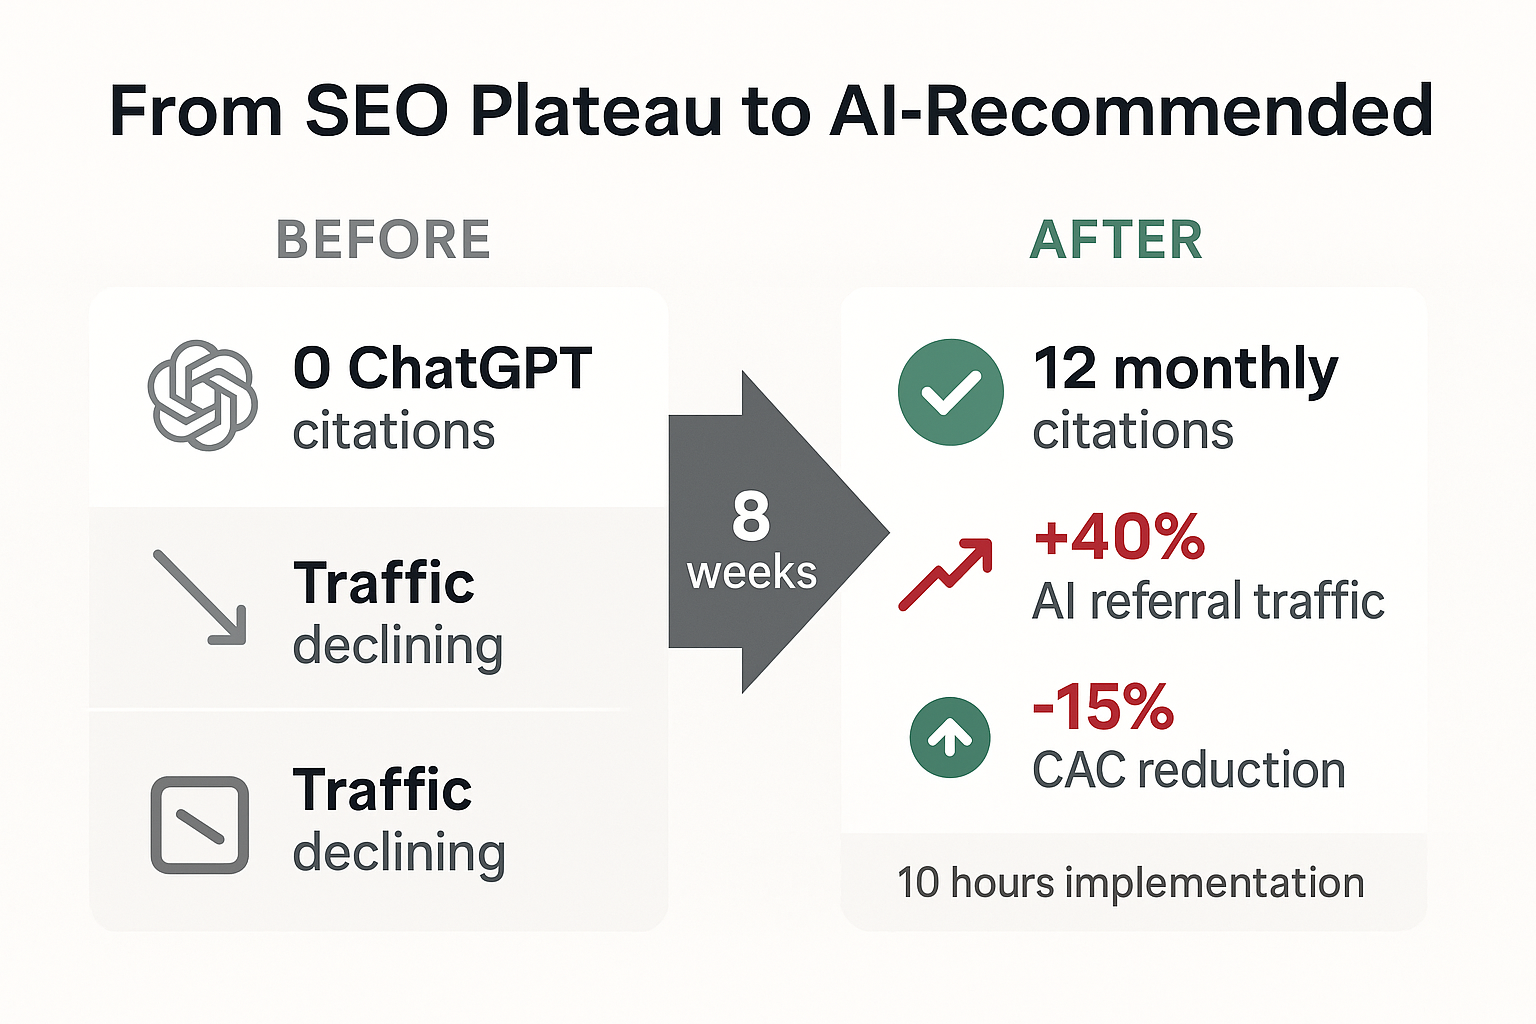 From SEO Plateau to AI-Recommended
BEFORE
0 ChatGPT
citations
Traffic
declining
Traffic
declining
8
weeks
AFTER
12 monthly
citations
+40%
AI referral traffic
-15%
CAC reduction
10 hours implementation